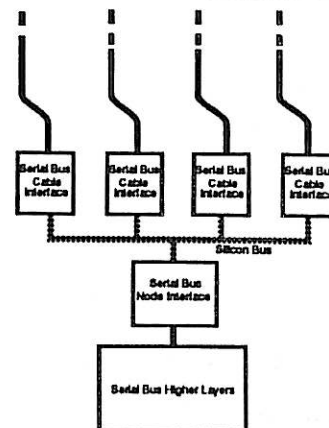 Serial Bus
Cable
Interface
Serial Bus
Cable
Interface
Serial Bus
Cable
Interface
Serial Bus
Cable
Interface
Silicon Bus
Serial Bus
Node Interface
Serial Bus Higher Layers